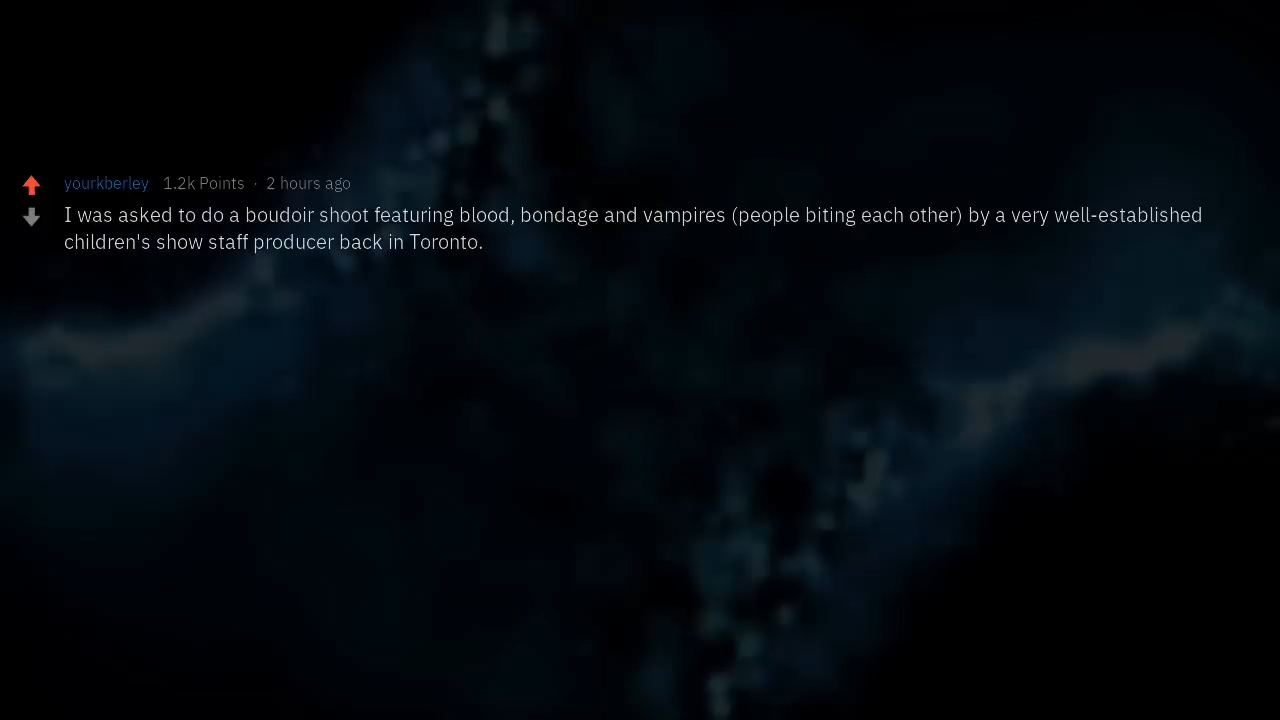 yourkberley 1.2k Points · 2 hours ago
I was asked to do a boudoir shoot featuring blood, bondage and vampires (people biting each other) by a very well-established
children's show staff producer back in Toronto.